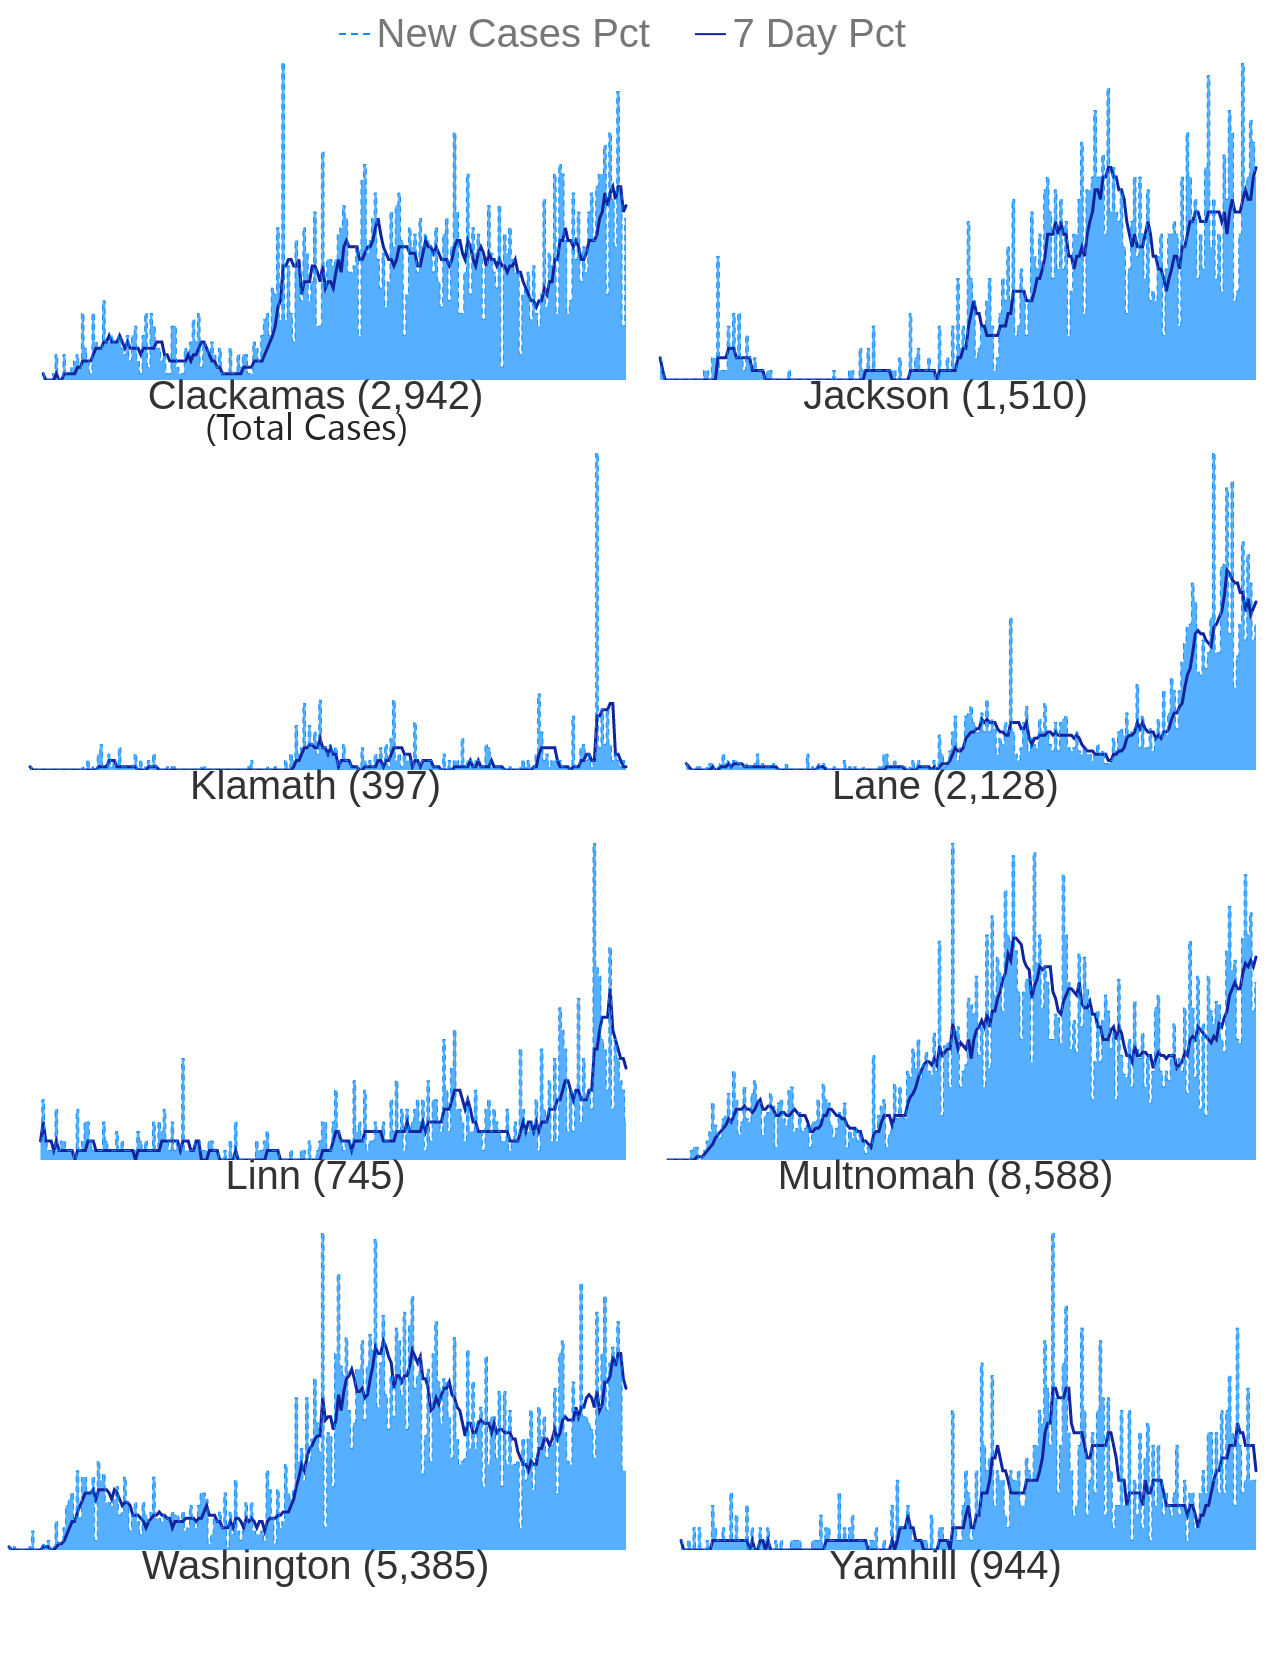 New Cases Pct 7 Day Pct
Clackamas (2,942) Jackson (1,510)
(Total Cases)
Klamath (397) Lane (2,128)
Linn (745) Multnomah (8,588)
Washington (5,385) Yamhill (944)